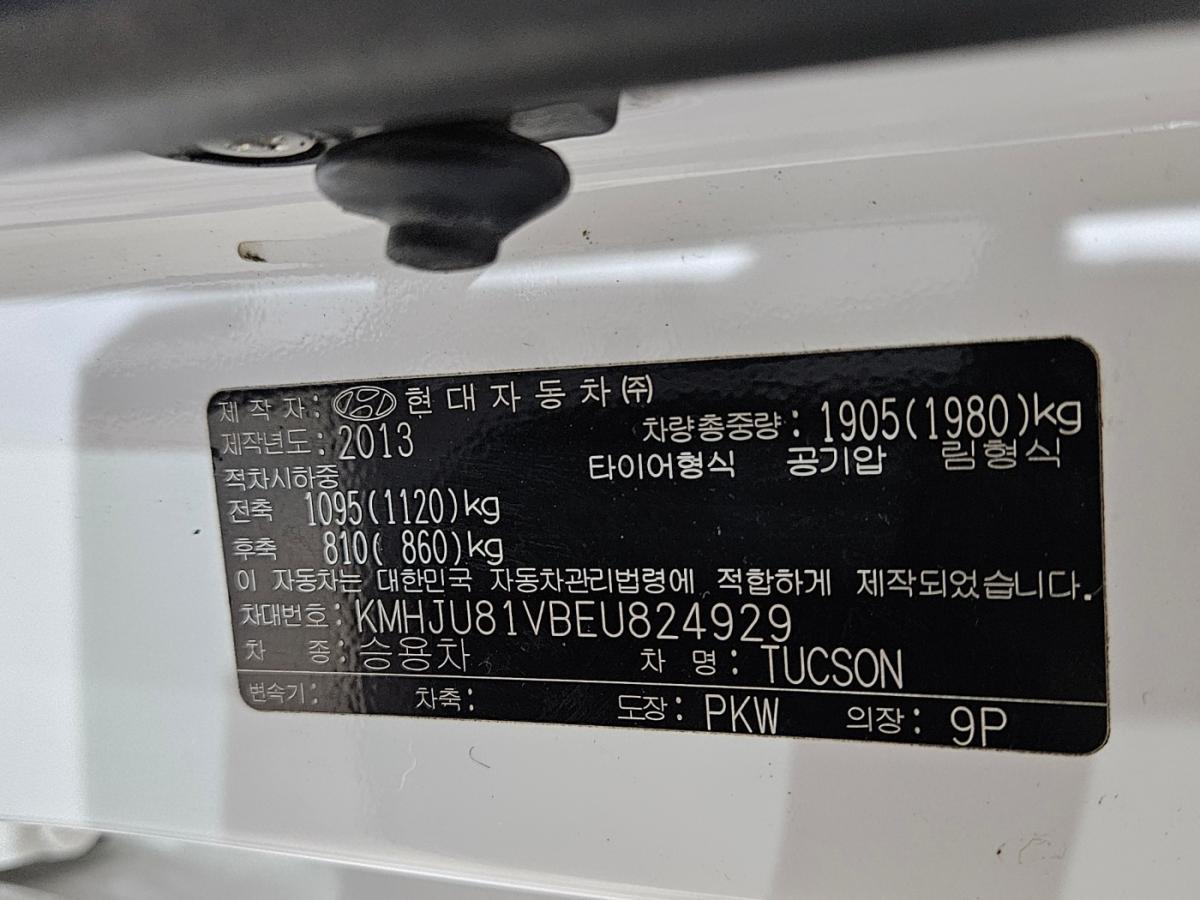 제작자: 현대자동차㈜
제작년도: 2013 차량총중량: 1905(1980)kg
적차시하중 타이어형식 공기압 림형식
전축 1095(1120)kg
후축 810( 860)kg
이 자동차는 대한민국 자동차관리법령에 적합하게 제작되었습니다.
차대번호: KMHJU81VBEU824929
차 종: 승용차 차 명: TUCSON
변속기: 차축: 도장: PKW 의장: 9P